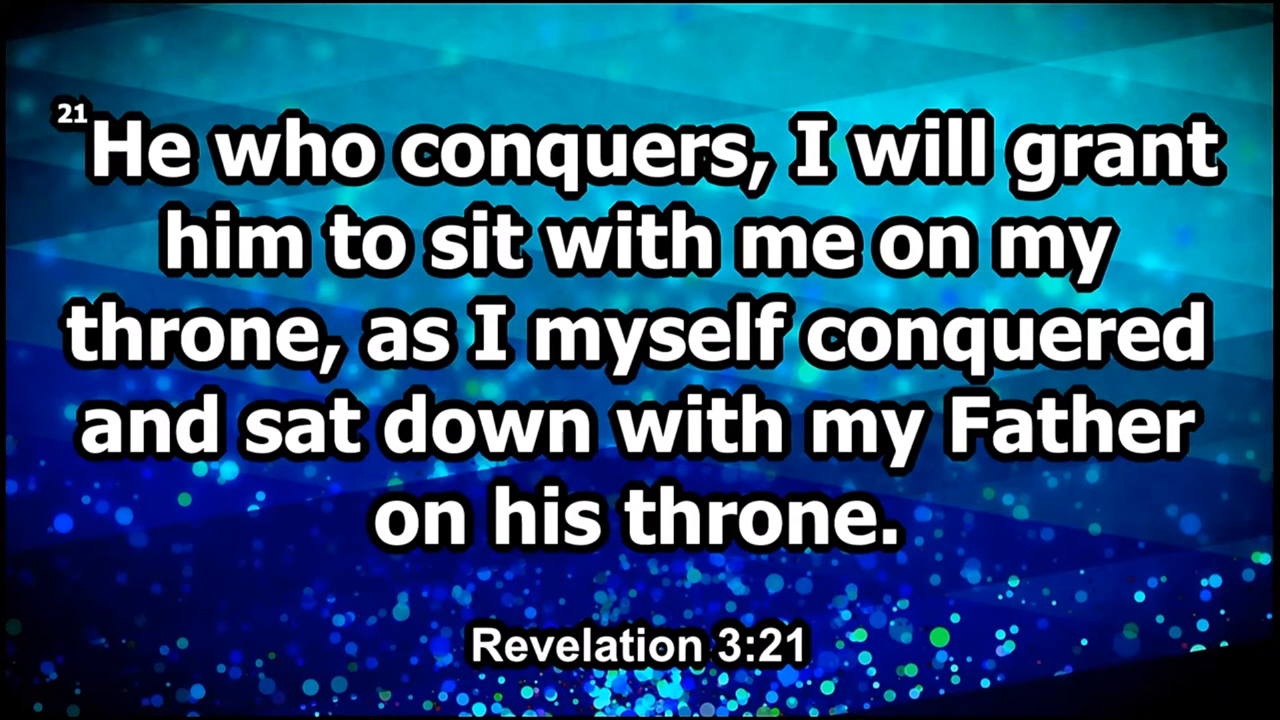 21He who conquers, I will grant
him to sit with me on my
throne, as I myself conquered
and sat down with my Father
on his throne.
Revelation 3:21